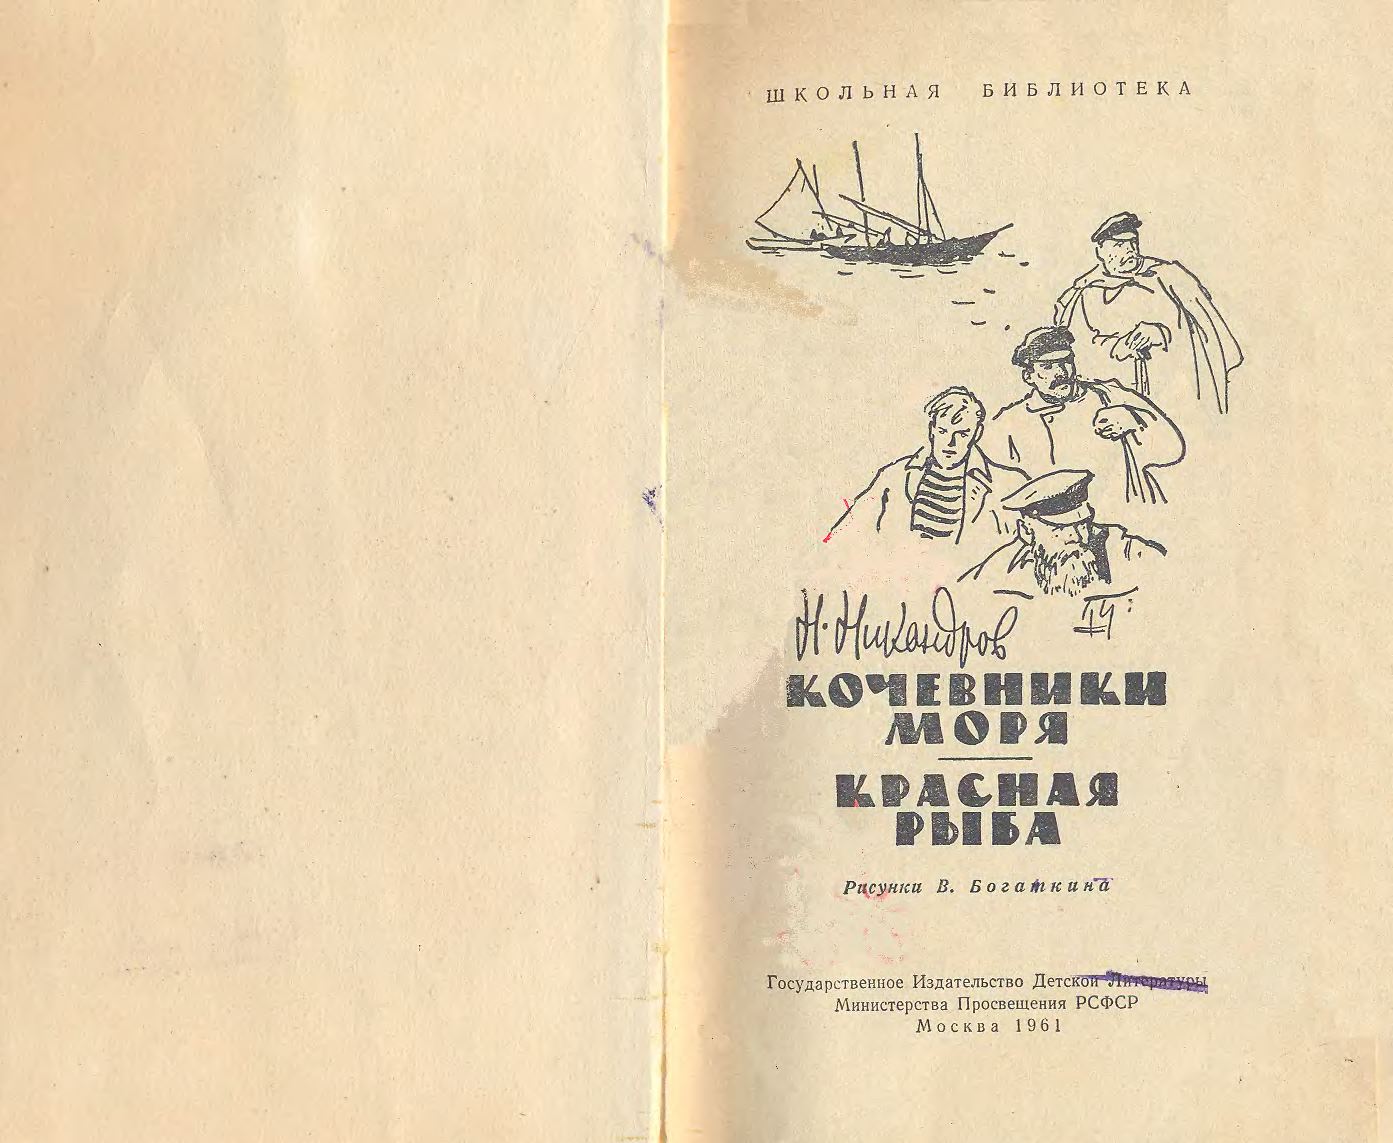 ШКОЛЬНАЯ БИБЛИОТЕКА
Н. Никандров
КОЧЕВНИКИ
МОРЯ
КРАСНАЯ
РЫБА
Рисунки В. Богаткина
Государственное Издательство Детской Литературы
Министерства Просвещения РСФСР
Москва 1961